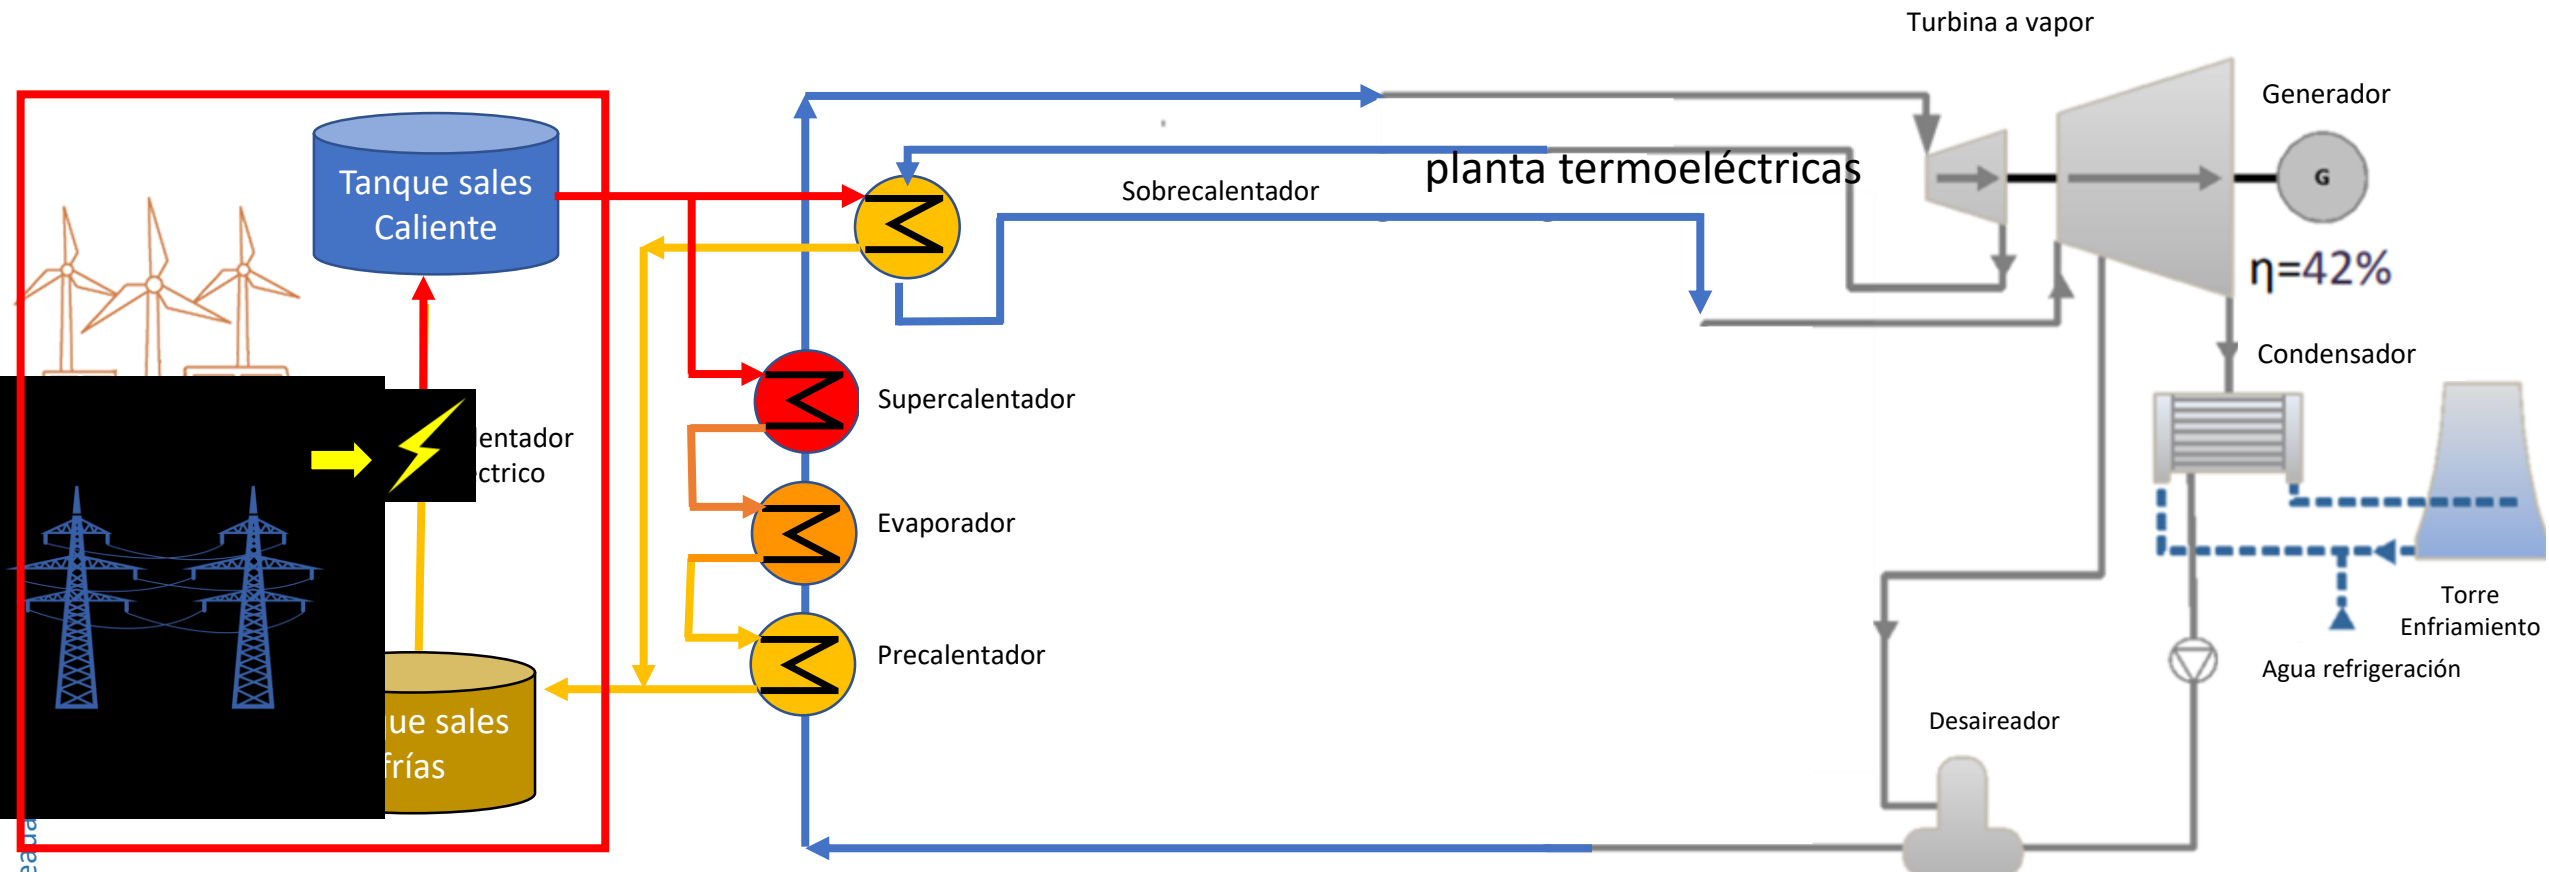 Turbina a vapor
Generador
Tanque sales
Caliente
planta termoeléctricas
Sobrecalentador
G
η=42%
Condensador
Supercalentador
entador
ctrico
Evaporador
Torre
Enfriamiento
Precalentador
Agua refrigeración
ue sales
frías
Desaireador